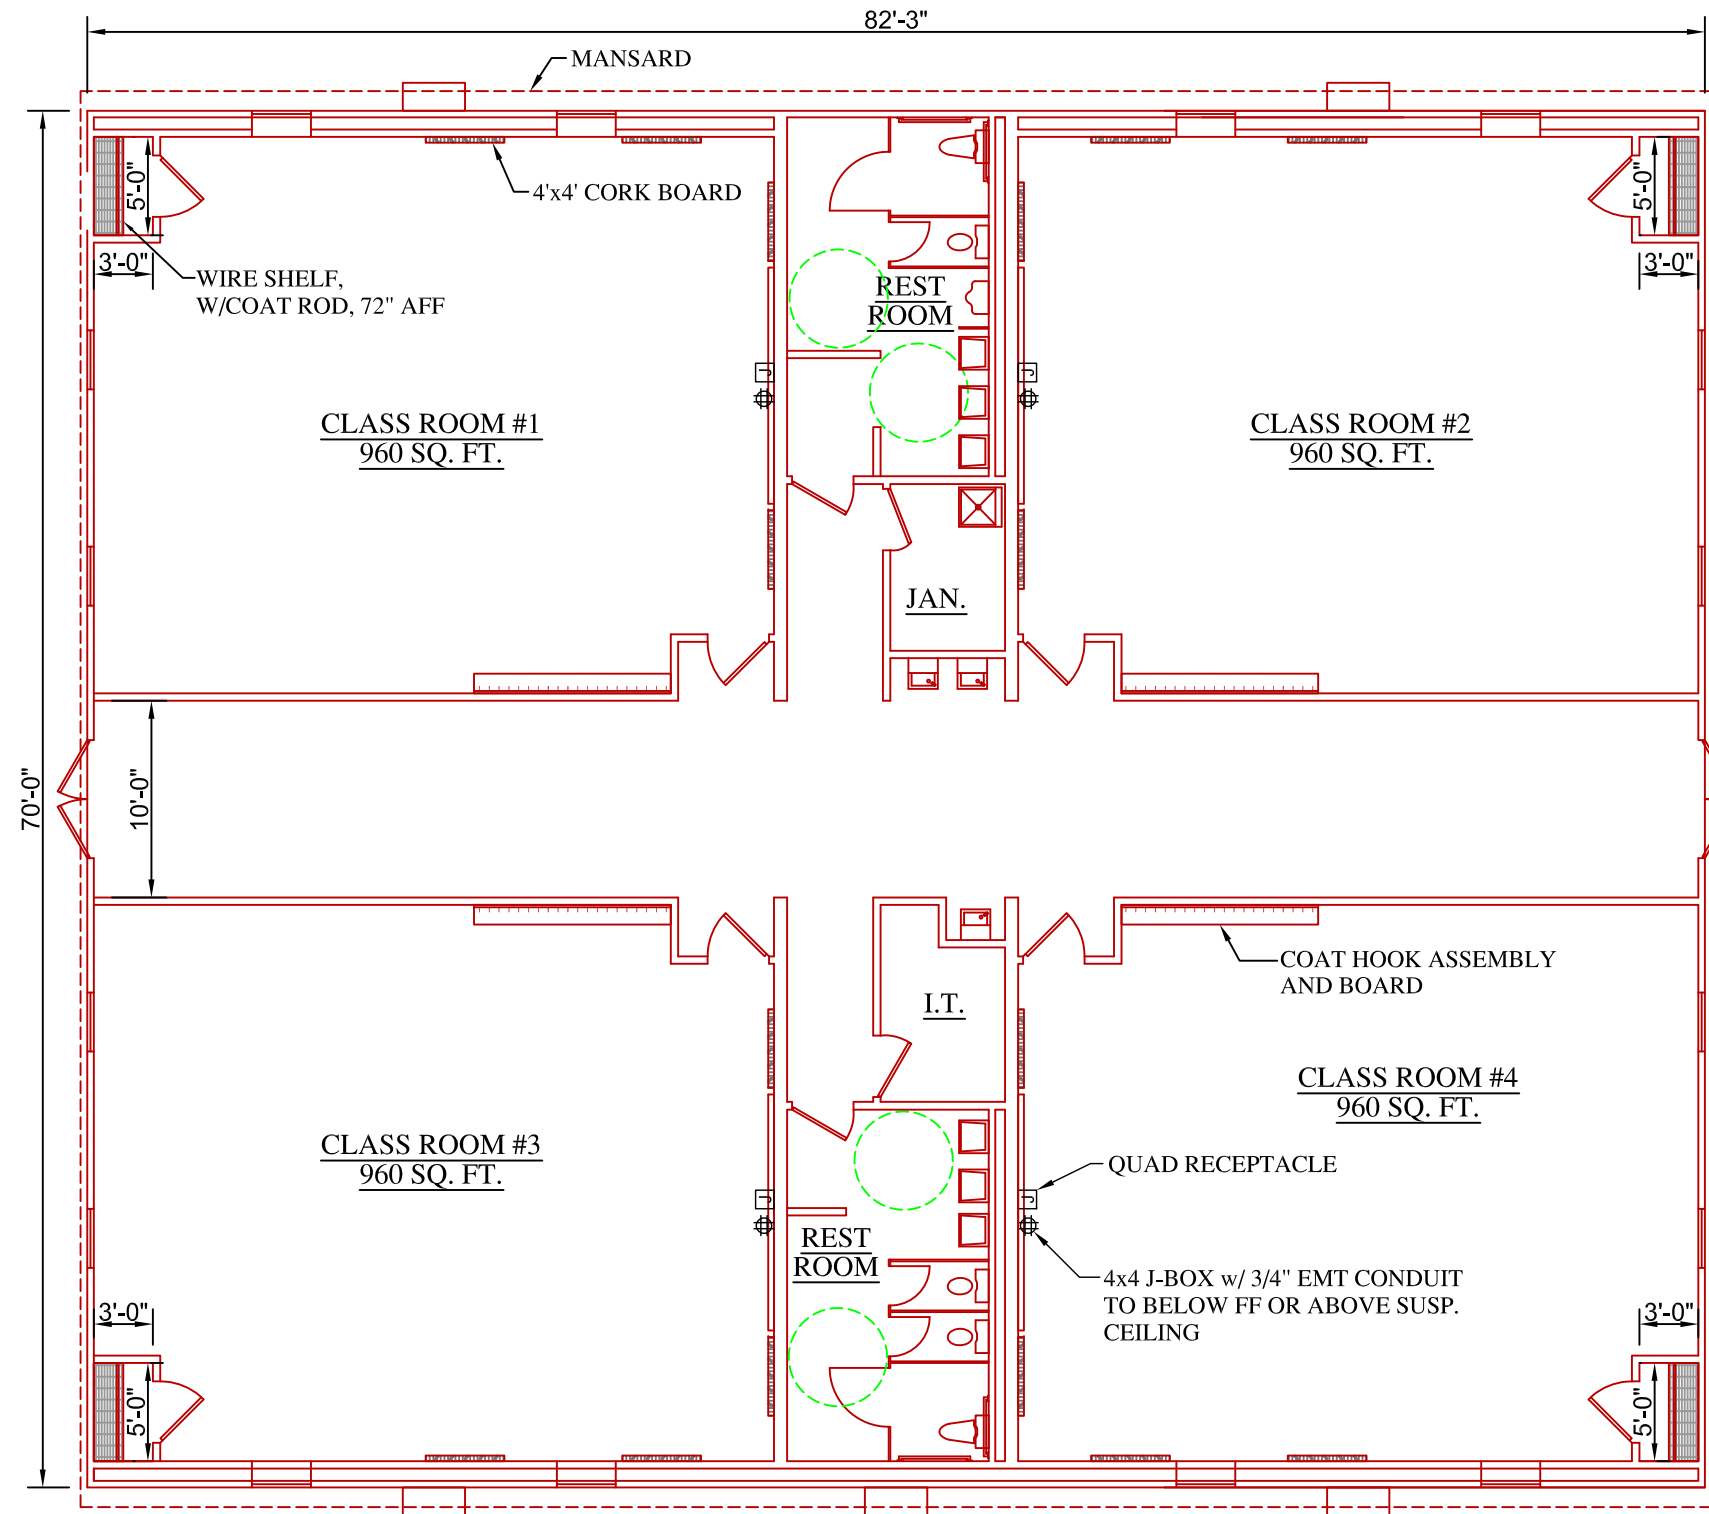 82'-3"
MANSARD
4'x4' CORK BOARD
5'-0"
5'-0"
3'-0"
3'-0"
WIRE SHELF,
W/COAT ROD, 72" AFF
REST
ROOM
J
J
CLASS ROOM #1
960 SQ. FT.
CLASS ROOM #2
960 SQ. FT.
JAN.
70'-0"
10'-0"
COAT HOOK ASSEMBLY
AND BOARD
I.T.
CLASS ROOM #4
960 SQ. FT.
CLASS ROOM #3
960 SQ. FT.
QUAD RECEPTACLE
J
J
REST
ROOM
4x4 J-BOX w/ 3/4" EMT CONDUIT
TO BELOW FF OR ABOVE SUSP.
CEILING
3'-0"
3'-0"
5'-0"
5'-0"